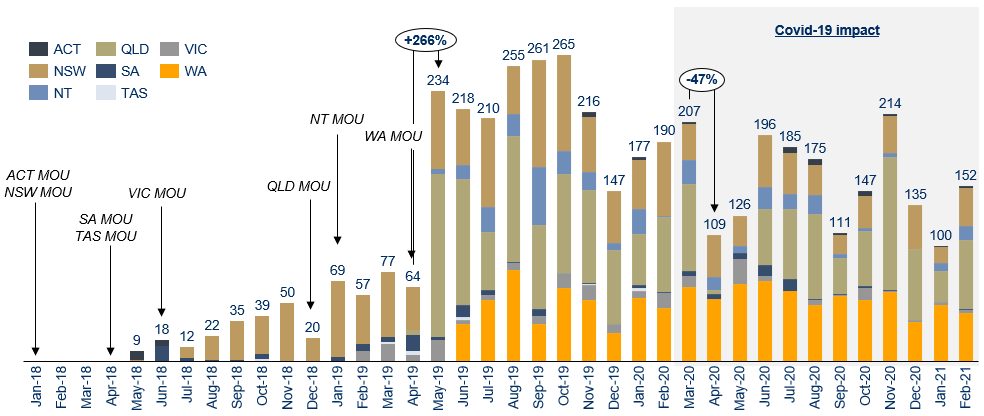 ACT QLD VIC
NSW SA WA
NT TAS
+266%
Covid-19 impact
-47%
ACT MOU
NSW MOU
SA MOU
TAS MOU
VIC MOU
QLD MOU
NT MOU
WA MOU
9 18 12 22 35 39 50 20 69 57 77 64 234 218 210 255 261 265 216 147 177 190 207 109 126 196 185 175 111 147 214 135 100 152
Jan-18 Feb-18 Mar-18 Apr-18 May-18 Jun-18 Jul-18 Aug-18 Sep-18 Oct-18 Nov-18 Dec-18 Jan-19 Feb-19 Mar-19 Apr-19 May-19 Jun-19 Jul-19 Aug-19 Sep-19 Oct-19 Nov-19 Dec-19 Jan-20 Feb-20 Mar-20 Apr-20 May-20 Jun-20 Jul-20 Aug-20 Sep-20 Oct-20 Nov-20 Dec-20 Jan-21 Feb-21